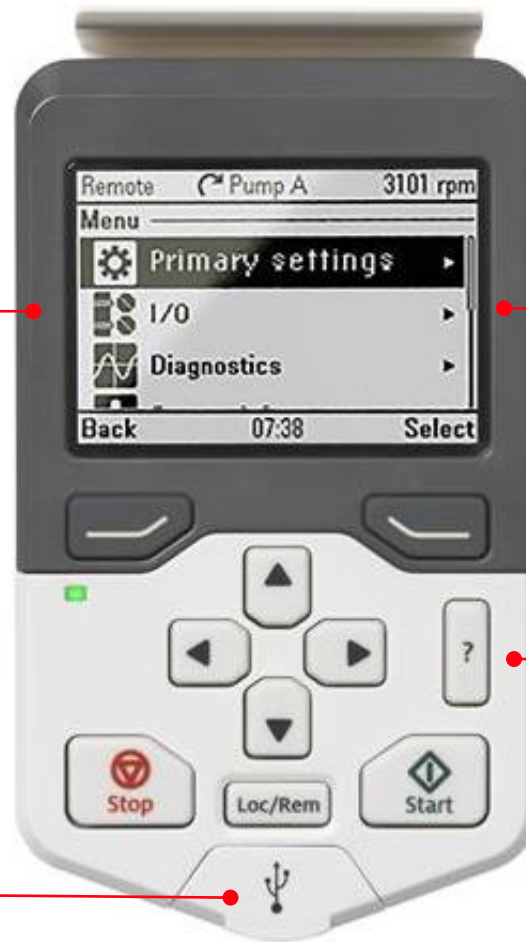 Remote Pump A 3101 rpm
Menu
Primary settings
I/O
Diagnostics
Back 07:38 Select
?
Stop Loc/Rem Start